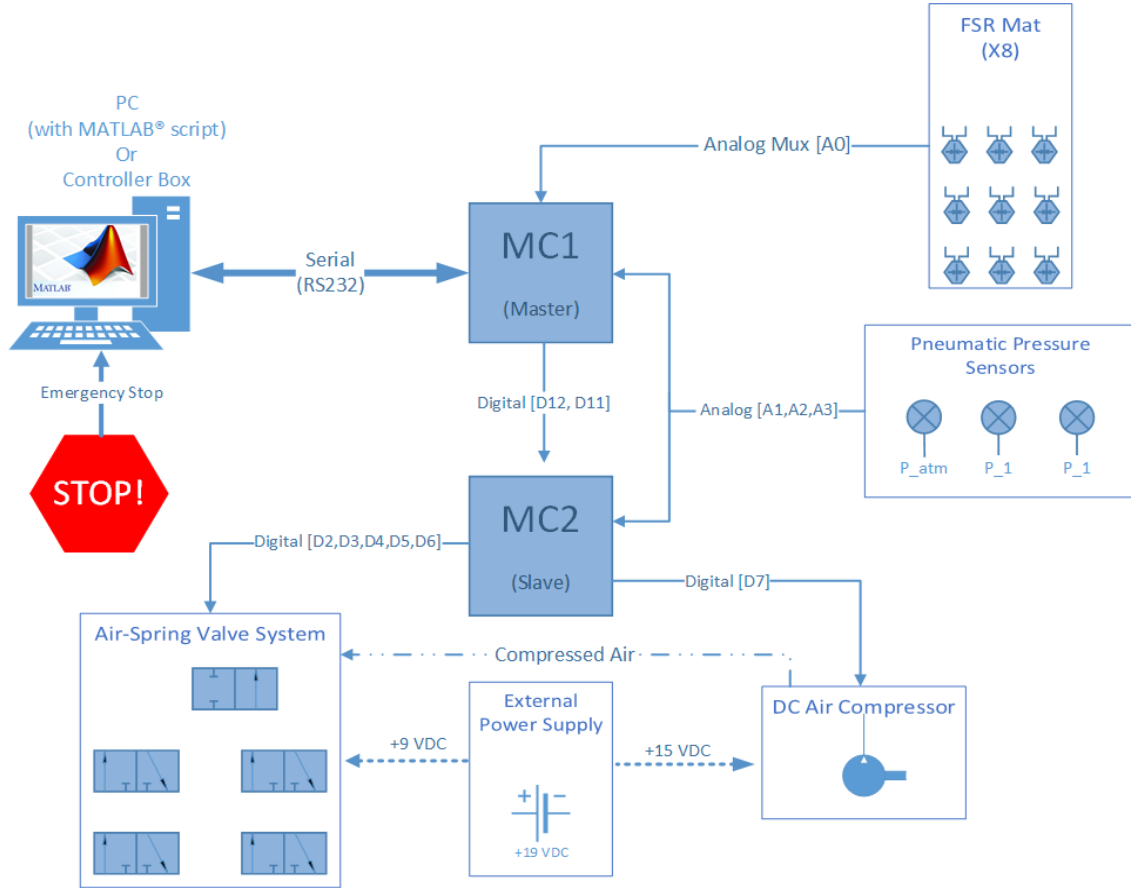 FSR Mat
(X8)
PC
(with MATLAB® script)
Or
Controller Box
Analog Mux [A0]
MATLAB®
Serial
(RS232)
MC1
(Master)
Pneumatic Pressure
Sensors
P_atm
P_1
P_1
Emergency Stop
STOP!
Digital [D12, D11]
Analog [A1,A2,A3]
MC2
(Slave)
Digital [D2,D3,D4,D5,D6]
Digital [D7]
Air-Spring Valve System
Compressed Air
External
Power Supply
+ -
+19 VDC
+9 VDC
+15 VDC
DC Air Compressor